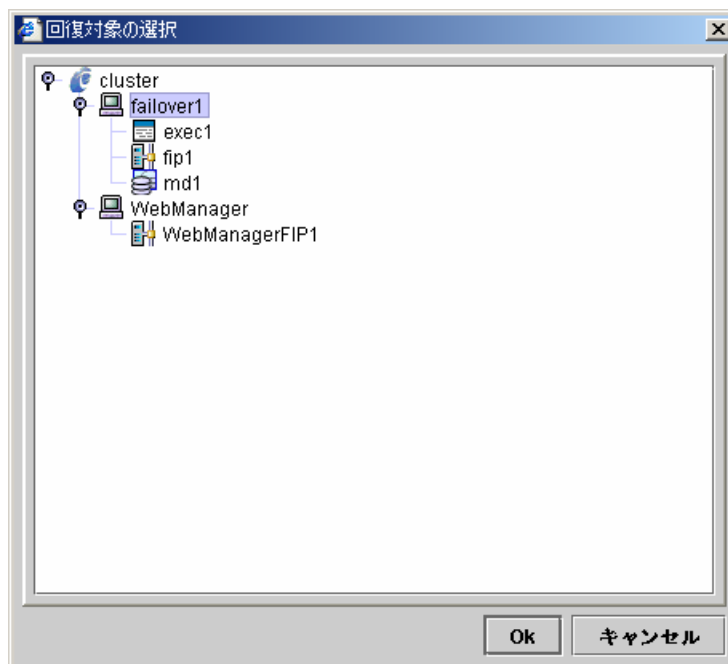 回復対象の選択
cluster
failover1
exec1
fip1
md1
WebManager
WebManagerFIP1
Ok
キャンセル